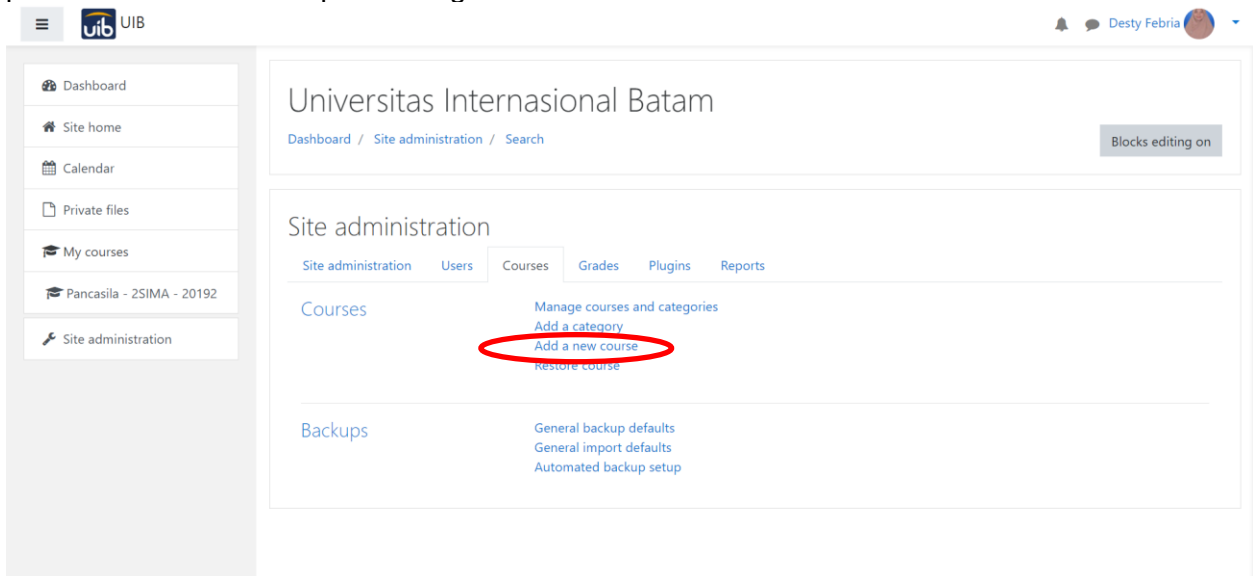 uib UIB
Desty Febria
Dashboard
Site home
Calendar
Private files
My courses
Pancasila - 2SIMA - 20192
Site administration
Universitas Internasional Batam
Dashboard / Site administration / Search
Blocks editing on
Site administration
Site administration Users Courses Grades Plugins Reports
Courses
Manage courses and categories
Add a category
Add a new course
Restore course
Backups
General backup defaults
General import defaults
Automated backup setup